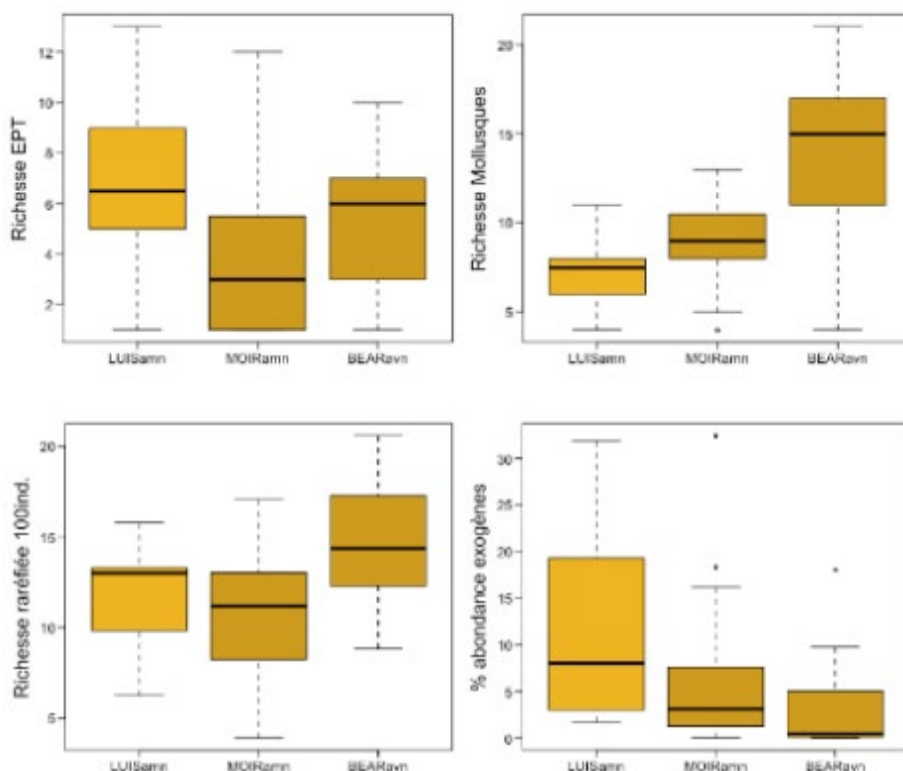 Richesse EPT
12
10
8
6
4
2
LUISamn MOIRamn BEARavn
Richesse Mollusques
20
15
10
5
LUISamn MOIRamn BEARavn
Richesse raréfiée 100ind.
20
15
10
5
LUISamn MOIRamn BEARavn
% abondance exogènes
30
25
20
15
10
5
0
LUISamn MOIRamn BEARavn